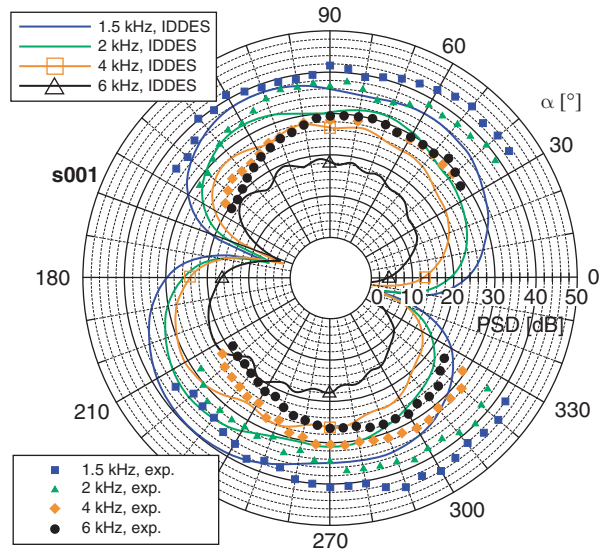 90
1.5 kHz, IDDES
2 kHz, IDDES
4 kHz, IDDES
6 kHz, IDDES
60
α [°]
30
s001
180
0
0 10 20 30 40 50
PSD [dB]
210
330
1.5 kHz, exp.
2 kHz, exp.
4 kHz, exp.
6 kHz, exp.
300
270